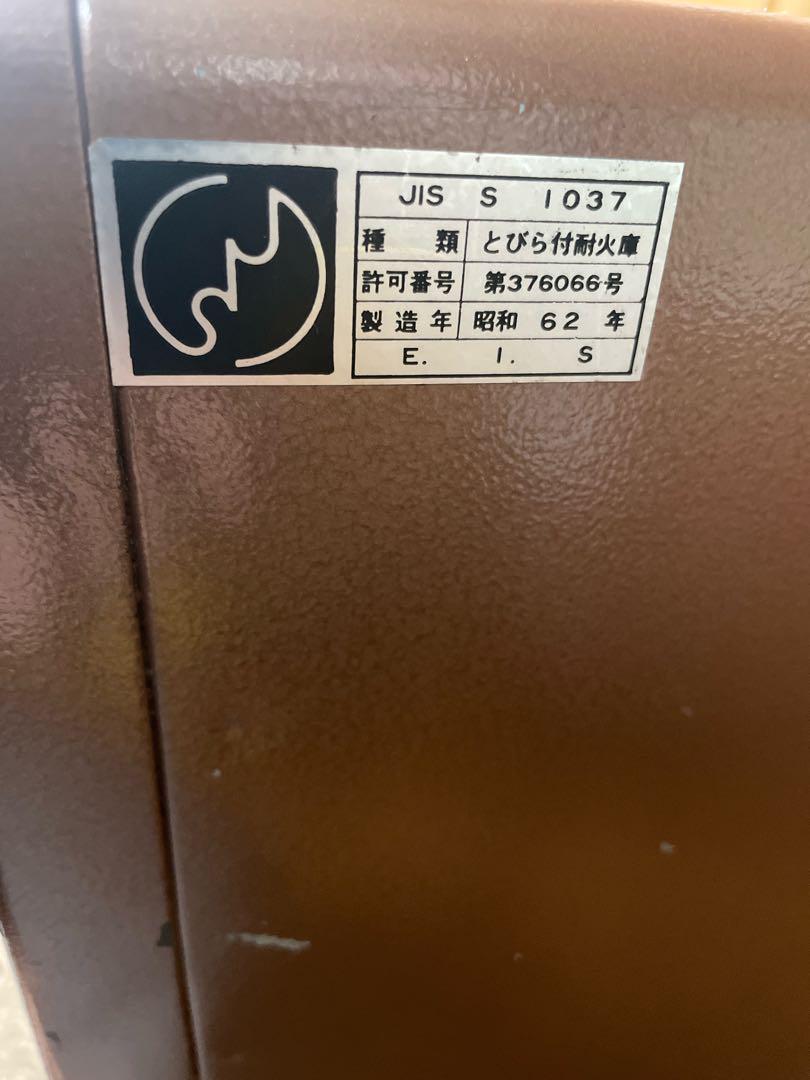 JIS S 1037
種類 とびら付耐火庫
許可番号 第376066号
製造年 昭和 62 年
E. I. S